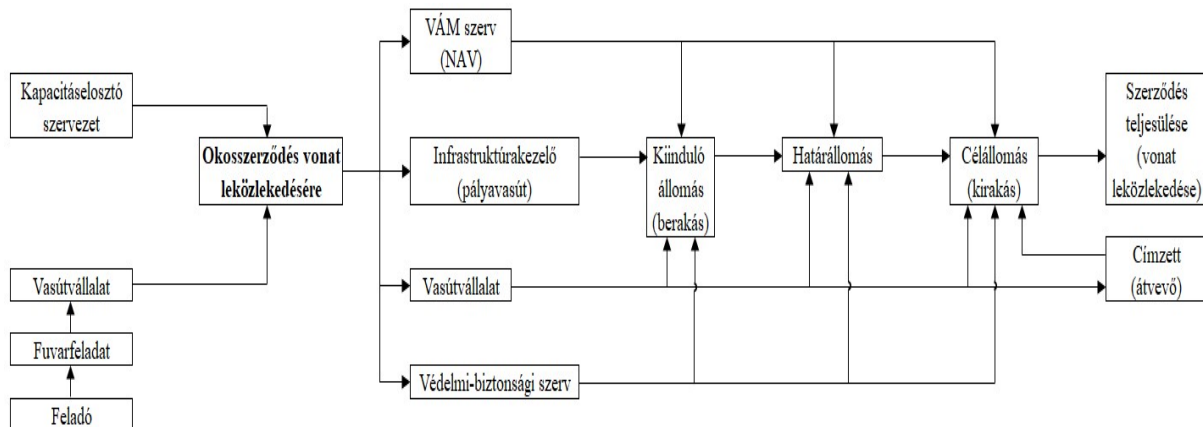 VÁM szerv
(NAV)
Kapacitáselosztó
szervezet
Okosszerződés vonat
leközlekedésére
Infrastruktúrakezelő
(pályavasút)
Kiinduló
állomás
(berakás)
Határállomás
Célállomás
(kirakás)
Szerződés
teljesülése
(vonat
leközlekedése)
Vasútvállalat
Vasútvállalat
Címzett
(átvevő)
Fuvarfeladat
Védelmi-biztonsági szerv
Feladó